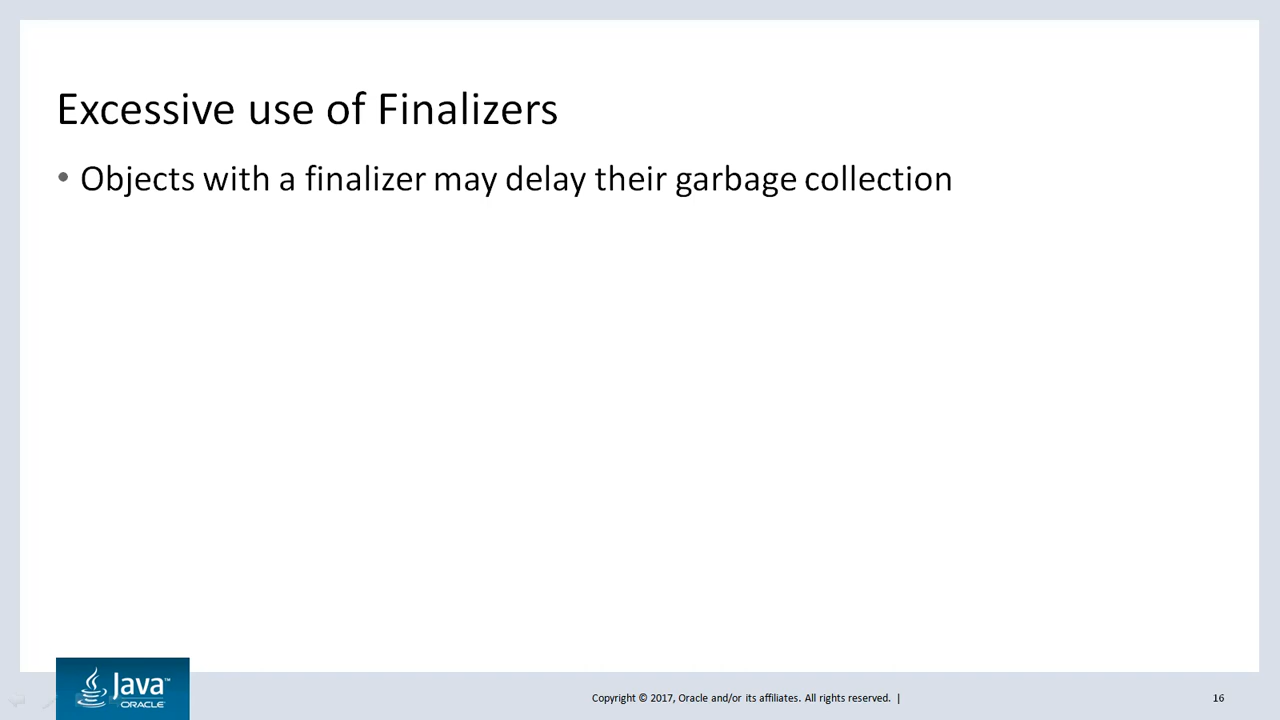 Excessive use of Finalizers
• Objects with a finalizer may delay their garbage collection
Java™
ORACLE
Copyright © 2017, Oracle and/or its affiliates. All rights reserved. |
16